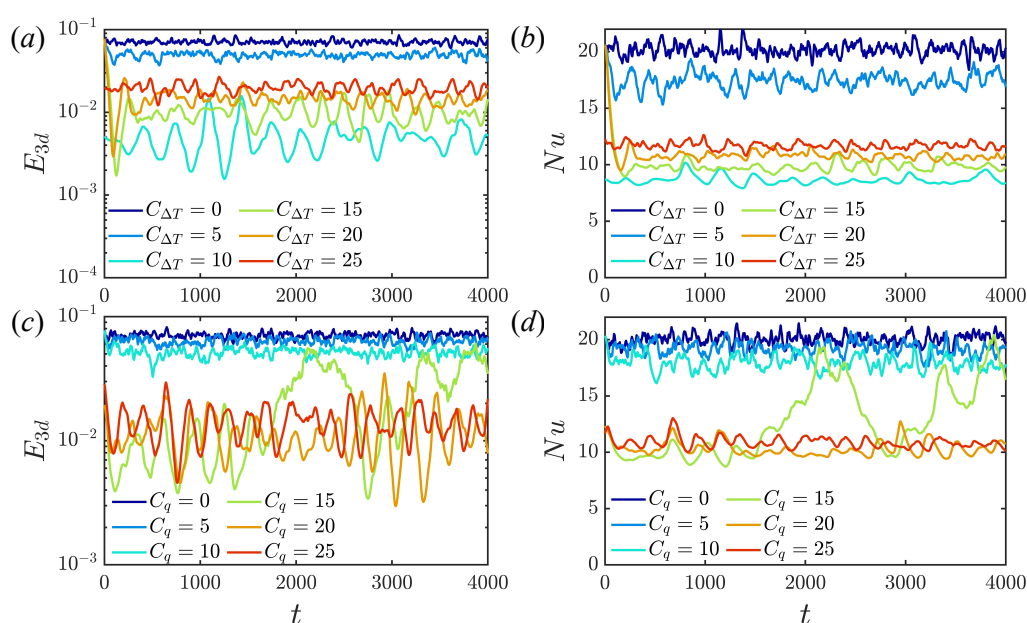 (a)
10⁻¹
10⁻²
10⁻³
10⁻⁴
E₃d
C_ΔT = 0
C_ΔT = 5
C_ΔT = 10
C_ΔT = 15
C_ΔT = 20
C_ΔT = 25
0 1000 2000 3000 4000
(b)
20
15
10
5
0
Nu
C_ΔT = 0
C_ΔT = 5
C_ΔT = 10
C_ΔT = 15
C_ΔT = 20
C_ΔT = 25
0 1000 2000 3000 4000
(c)
10⁻¹
10⁻²
10⁻³
E₃d
C_q = 0
C_q = 5
C_q = 10
C_q = 15
C_q = 20
C_q = 25
0 1000 2000 3000 4000
t
(d)
20
15
10
5
0
Nu
C_q = 0
C_q = 5
C_q = 10
C_q = 15
C_q = 20
C_q = 25
0 1000 2000 3000 4000
t